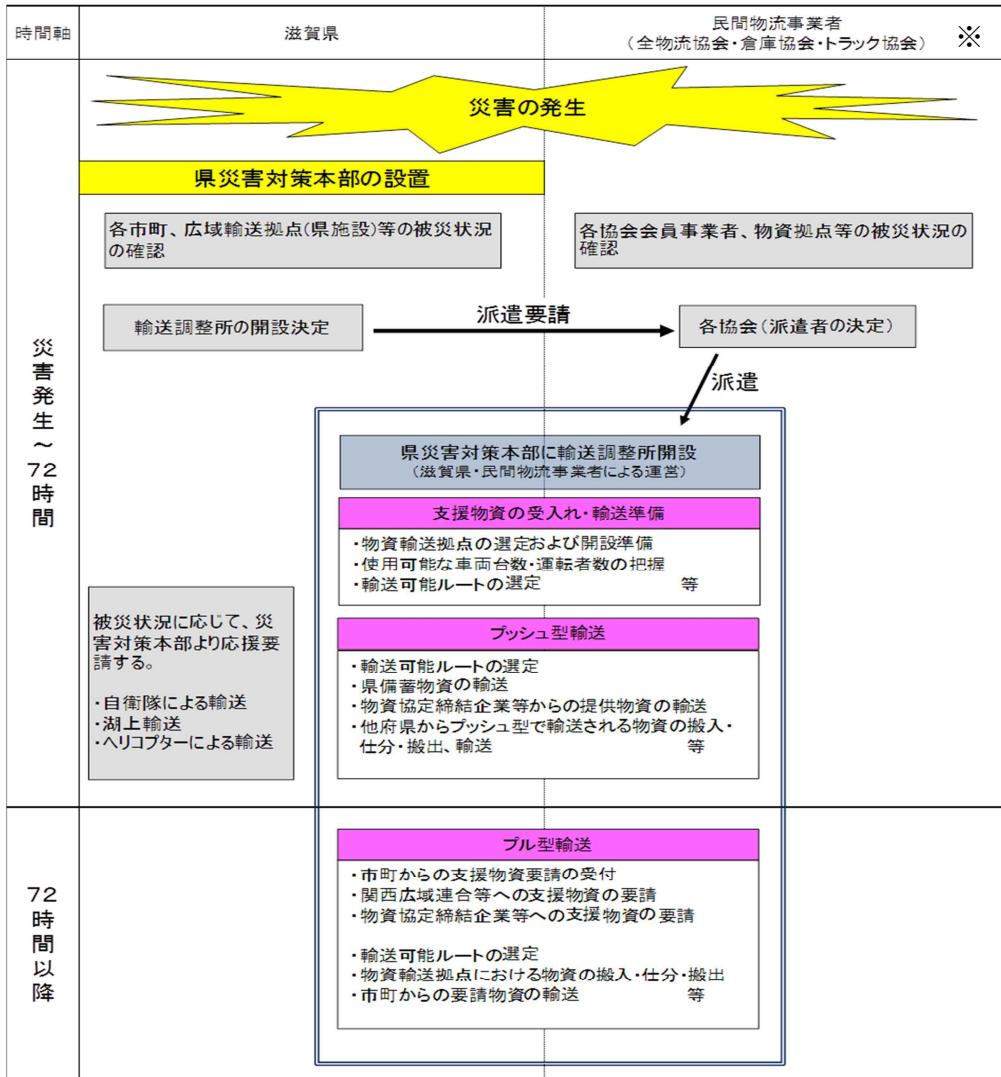 時間軸
滋賀県
民間物流事業者
（全物流協会・倉庫協会・トラック協会）
※
災害の発生
県災害対策本部の設置
各市町、広域輸送拠点(県施設)等の被災状況
の確認
各協会会員事業者、物資拠点等の被災状況の
確認
輸送調整所の開設決定
派遣要請
各協会(派遣者の決定)
派遣
災害発生～72時間
県災害対策本部に輸送調整所開設
（滋賀県・民間物流事業者による運営）
支援物資の受入れ・輸送準備
・物資輸送拠点の選定および開設準備
・使用可能な車両台数・運転者数の把握
・輸送可能ルートの選定 等
被災状況に応じて、災
害対策本部より応援要
請する。
・自衛隊による輸送
・湖上輸送
・ヘリコプターによる輸送
プッシュ型輸送
・輸送可能ルートの選定
・県備蓄物資の輸送
・物資協定締結企業等からの提供物資の輸送
・他府県からプッシュ型で輸送される物資の搬入・
仕分・搬出、輸送 等
72時間以降
プル型輸送
・市町からの支援物資要請の受付
・関西広域連合等への支援物資の要請
・物資協定締結企業等への支援物資の要請
・輸送可能ルートの選定
・物資輸送拠点における物資の搬入・仕分・搬出
・市町からの要請物資の輸送 等